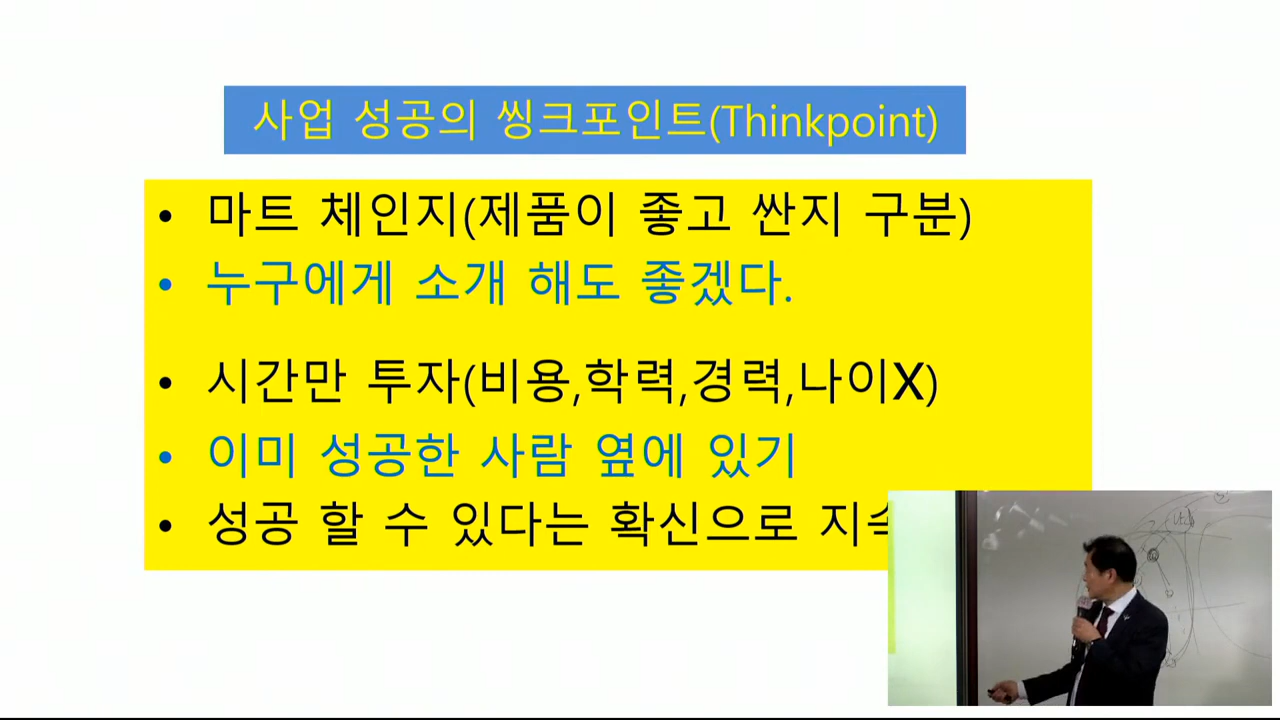 사업 성공의 씽크포인트(Thinkpoint)
• 마트 체인지(제품이 좋고 싼지 구분)
• 누구에게 소개 해도 좋겠다.
• 시간만 투자(비용,학력,경력,나이X)
• 이미 성공한 사람 옆에 있기
• 성공 할 수 있다는 확신으로